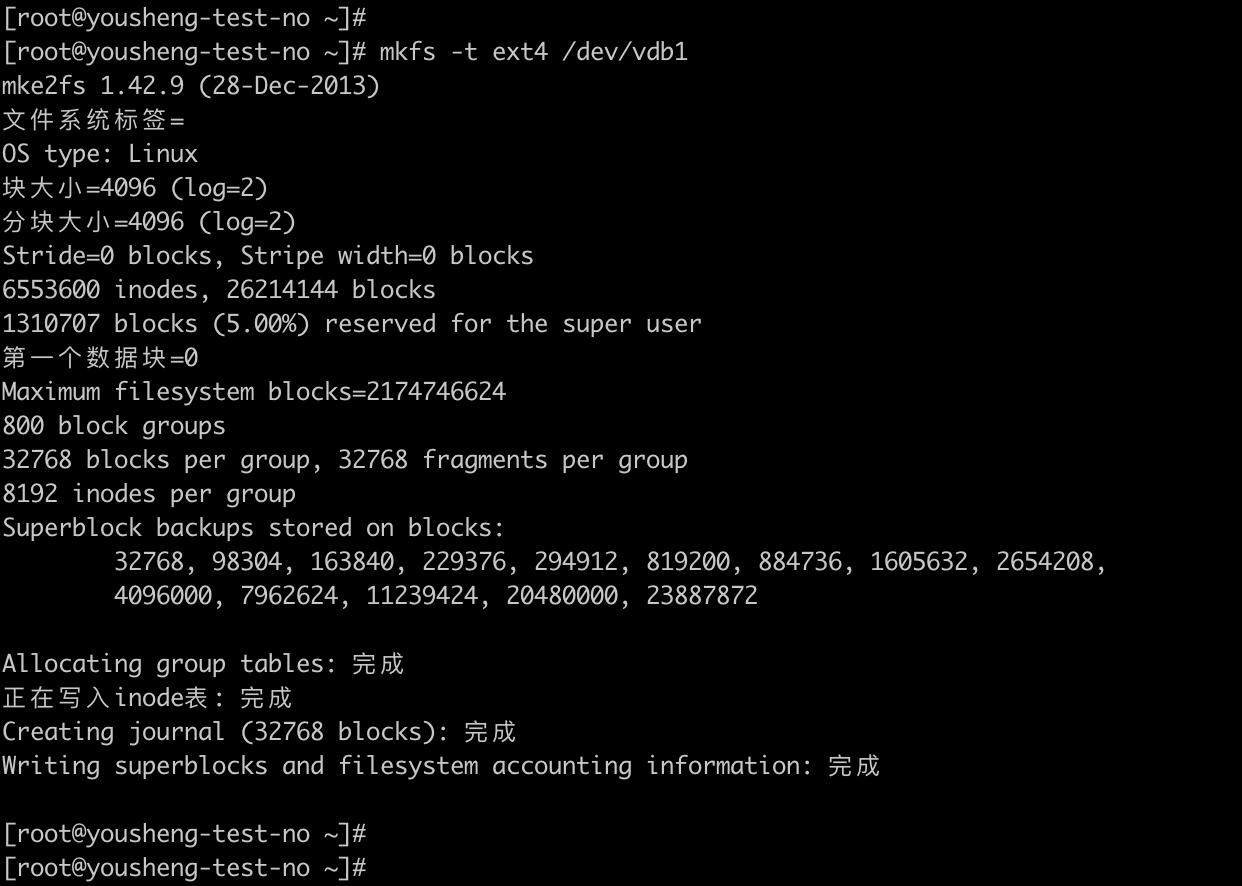 [root@yousheng-test-no ~]#
[root@yousheng-test-no ~]# mkfs -t ext4 /dev/vdb1
mke2fs 1.42.9 (28-Dec-2013)
文件系统标签=
OS type: Linux
块大小=4096 (log=2)
分块大小=4096 (log=2)
Stride=0 blocks, Stripe width=0 blocks
6553600 inodes, 26214144 blocks
1310707 blocks (5.00%) reserved for the super user
第一个数据块=0
Maximum filesystem blocks=2174746624
800 block groups
32768 blocks per group, 32768 fragments per group
8192 inodes per group
Superblock backups stored on blocks:
32768, 98304, 163840, 229376, 294912, 819200, 884736, 1605632, 2654208,
4096000, 7962624, 11239424, 20480000, 23887872
Allocating group tables: 完成
正在写入inode表: 完成
Creating journal (32768 blocks): 完成
Writing superblocks and filesystem accounting information: 完成
[root@yousheng-test-no ~]#
[root@yousheng-test-no ~]#